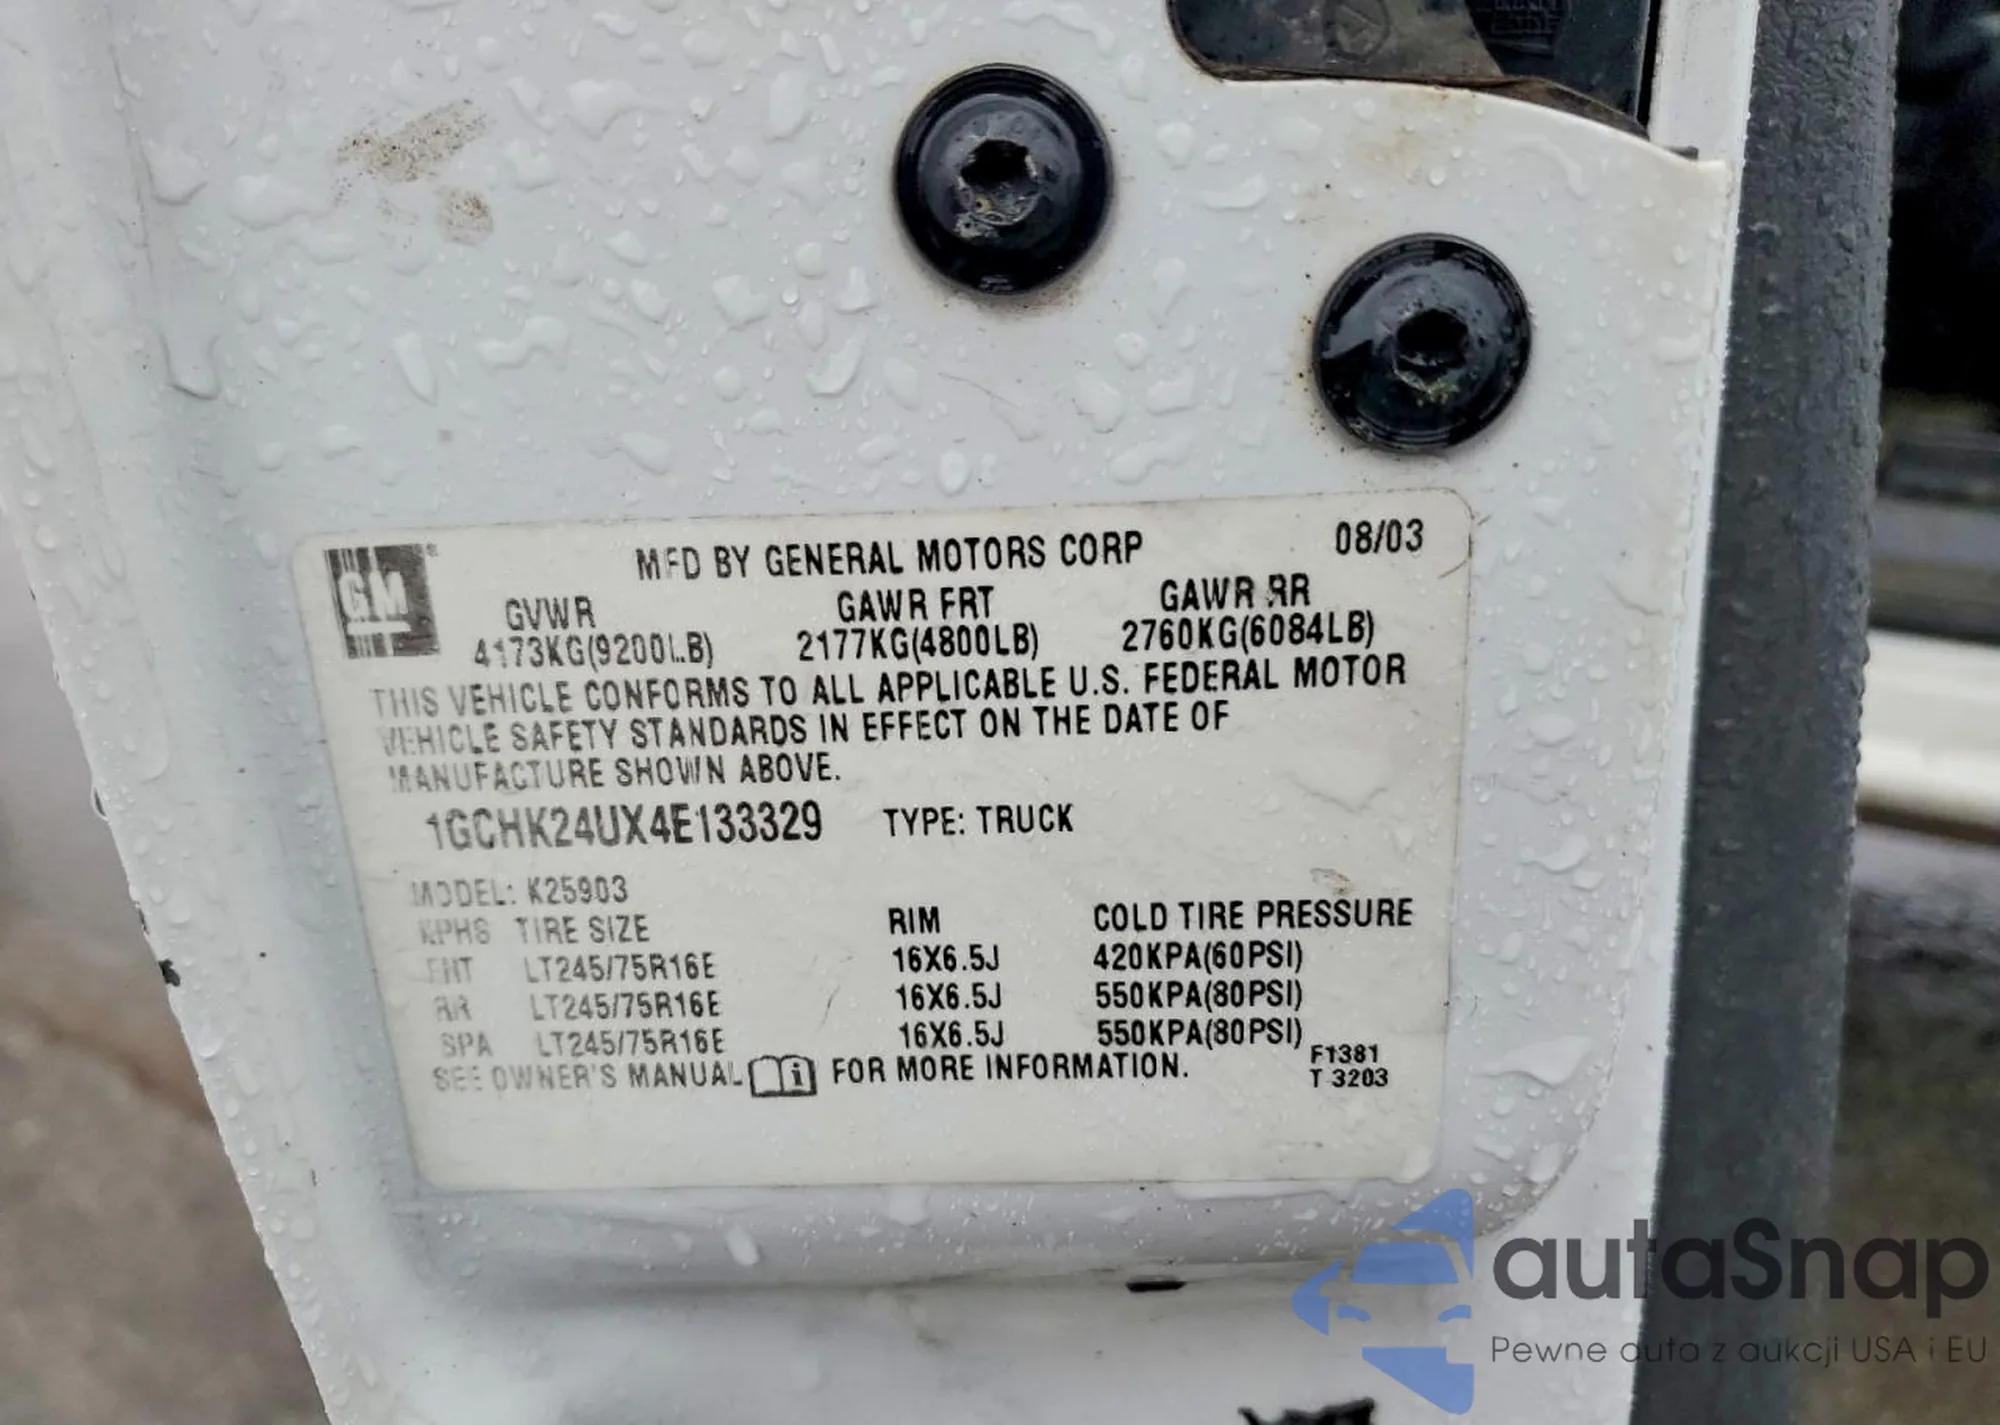 GM
MFD BY GENERAL MOTORS CORP 08/03
GVWR GAWR FRT GAWR RR
4173KG(9200LB) 2177KG(4800LB) 2760KG(6084LB)
THIS VEHICLE CONFORMS TO ALL APPLICABLE U.S. FEDERAL MOTOR
VEHICLE SAFETY STANDARDS IN EFFECT ON THE DATE OF
MANUFACTURE SHOWN ABOVE.
1GCHK24UX4E133329 TYPE: TRUCK
MODEL: K25903
TIRE SIZE RIM COLD TIRE PRESSURE
FNT LT245/75R16E 16X6.5J 420KPA(60PSI)
RR LT245/75R16E 16X6.5J 550KPA(80PSI)
SPA LT245/75R16E 16X6.5J 550KPA(80PSI)
SEE OWNER'S MANUAL FOR MORE INFORMATION.
F1381
T 3203
autaSnap
Pewne auta z aukcji USA i EU